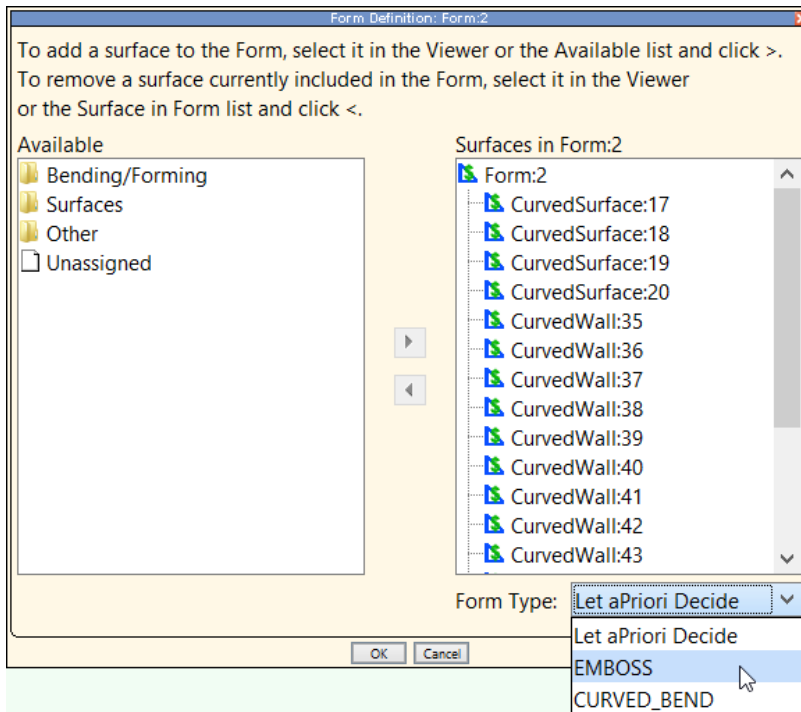 Form Definition: Form:2
To add a surface to the Form, select it in the Viewer or the Available list and click >.
To remove a surface currently included in the Form, select it in the Viewer
or the Surface in Form list and click <.
Available
Bending/Forming
Surfaces
Other
Unassigned
Surfaces in Form:2
Form:2
CurvedSurface:17
CurvedSurface:18
CurvedSurface:19
CurvedSurface:20
CurvedWall:35
CurvedWall:36
CurvedWall:37
CurvedWall:38
CurvedWall:39
CurvedWall:40
CurvedWall:41
CurvedWall:42
CurvedWall:43
Form Type: Let aPriori Decide
Let aPriori Decide
EMBOSS
CURVED_BEND
OK Cancel